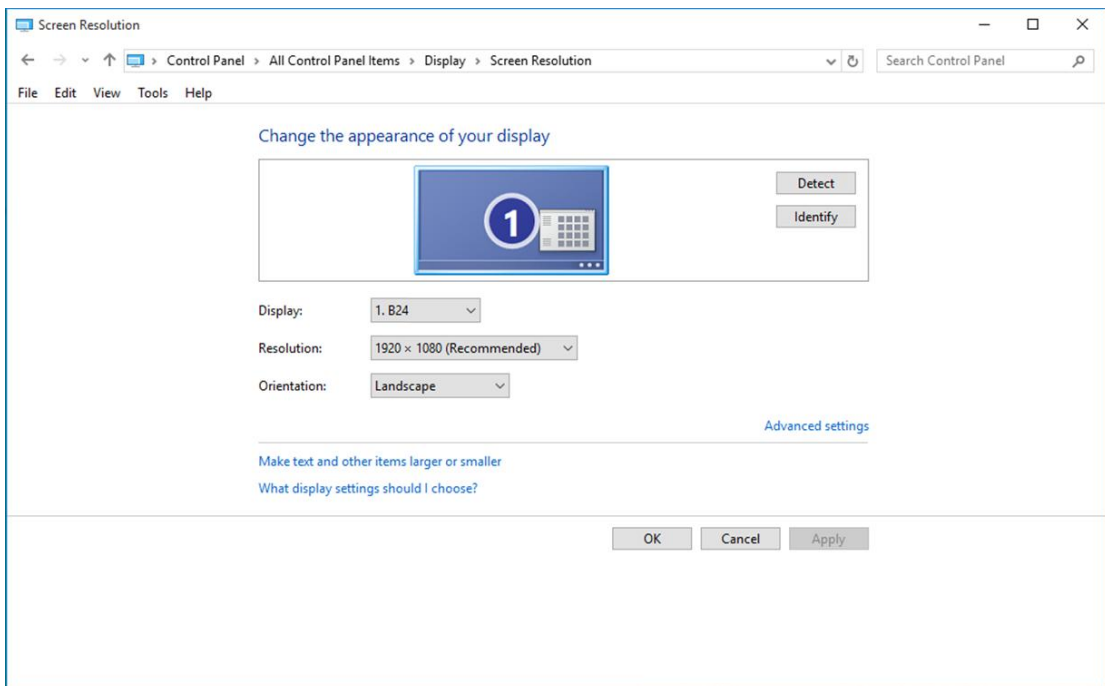 Screen Resolution
Control Panel > All Control Panel Items > Display > Screen Resolution
Search Control Panel
File Edit View Tools Help
Change the appearance of your display
1
Detect
Identify
Display: 1. B24
Resolution: 1920 × 1080 (Recommended)
Orientation: Landscape
Advanced settings
Make text and other items larger or smaller
What display settings should I choose?
OK Cancel Apply